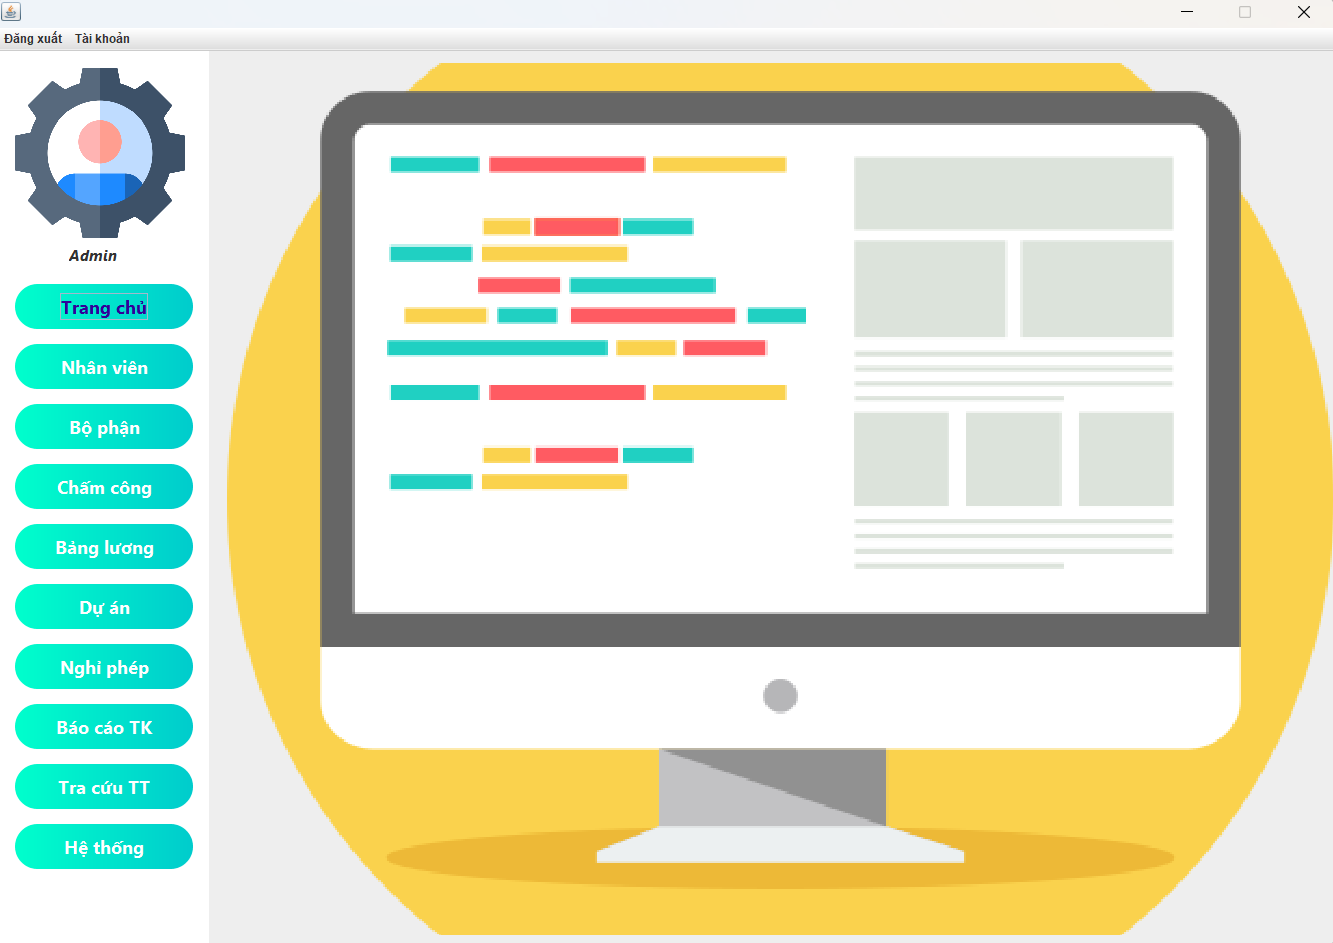 Đăng xuất Tài khoản
Admin
Trang chủ
Nhân viên
Bộ phận
Chấm công
Bảng lương
Dự án
Nghỉ phép
Báo cáo TK
Tra cứu TT
Hệ thống